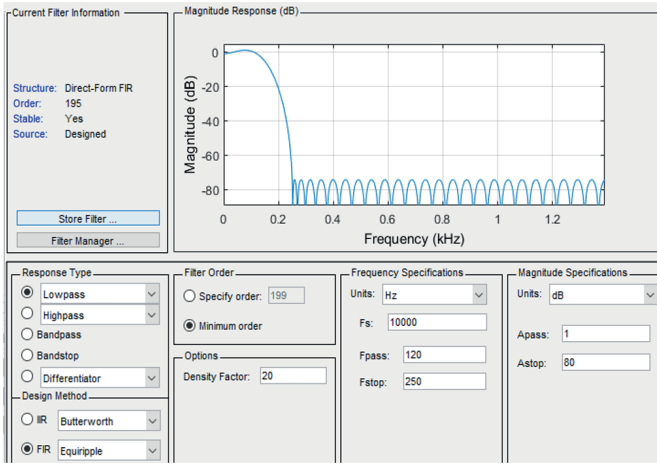 Current Filter Information
Structure: Direct-Form FIR
Order: 195
Stable: Yes
Source: Designed
Store Filter ...
Filter Manager ...
Magnitude Response (dB)
Magnitude (dB)
0
-20
-40
-60
-80
0 0.2 0.4 0.6 0.8 1 1.2
Frequency (kHz)
Response Type
Lowpass
Highpass
Bandpass
Bandstop
Differentiator
Design Method
IIR Butterworth
FIR Equiripple
Filter Order
Specify order: 199
Minimum order
Options
Density Factor: 20
Frequency Specifications
Units: Hz
Fs: 10000
Fpass: 120
Fstop: 250
Magnitude Specifications
Units: dB
Apass: 1
Astop: 80